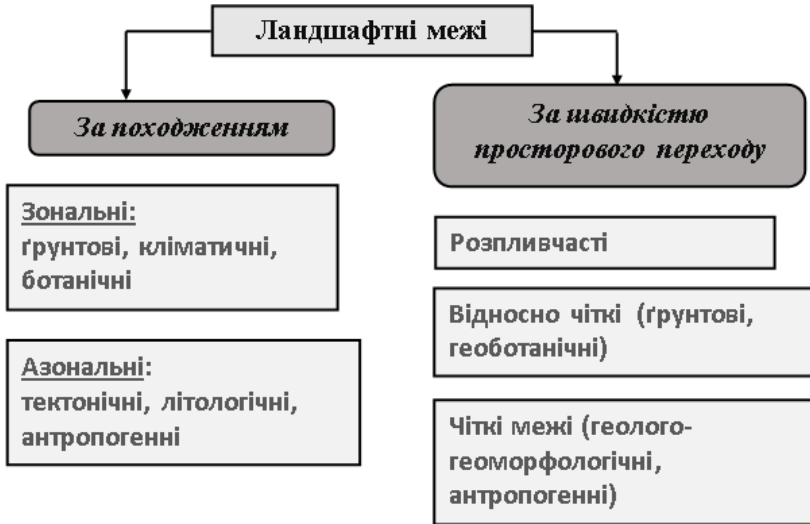 Ландшафтні межі
За походженням
Зональні:
ґрунтові, кліматичні,
ботанічні
Азональні:
тектонічні, літологічні,
антропогенні
За швидкістю
просторового переходу
Розпливчасті
Відносно чіткі (ґрунтові,
геоботанічні)
Чіткі межі (геолого-
геоморфологічні,
антропогенні)